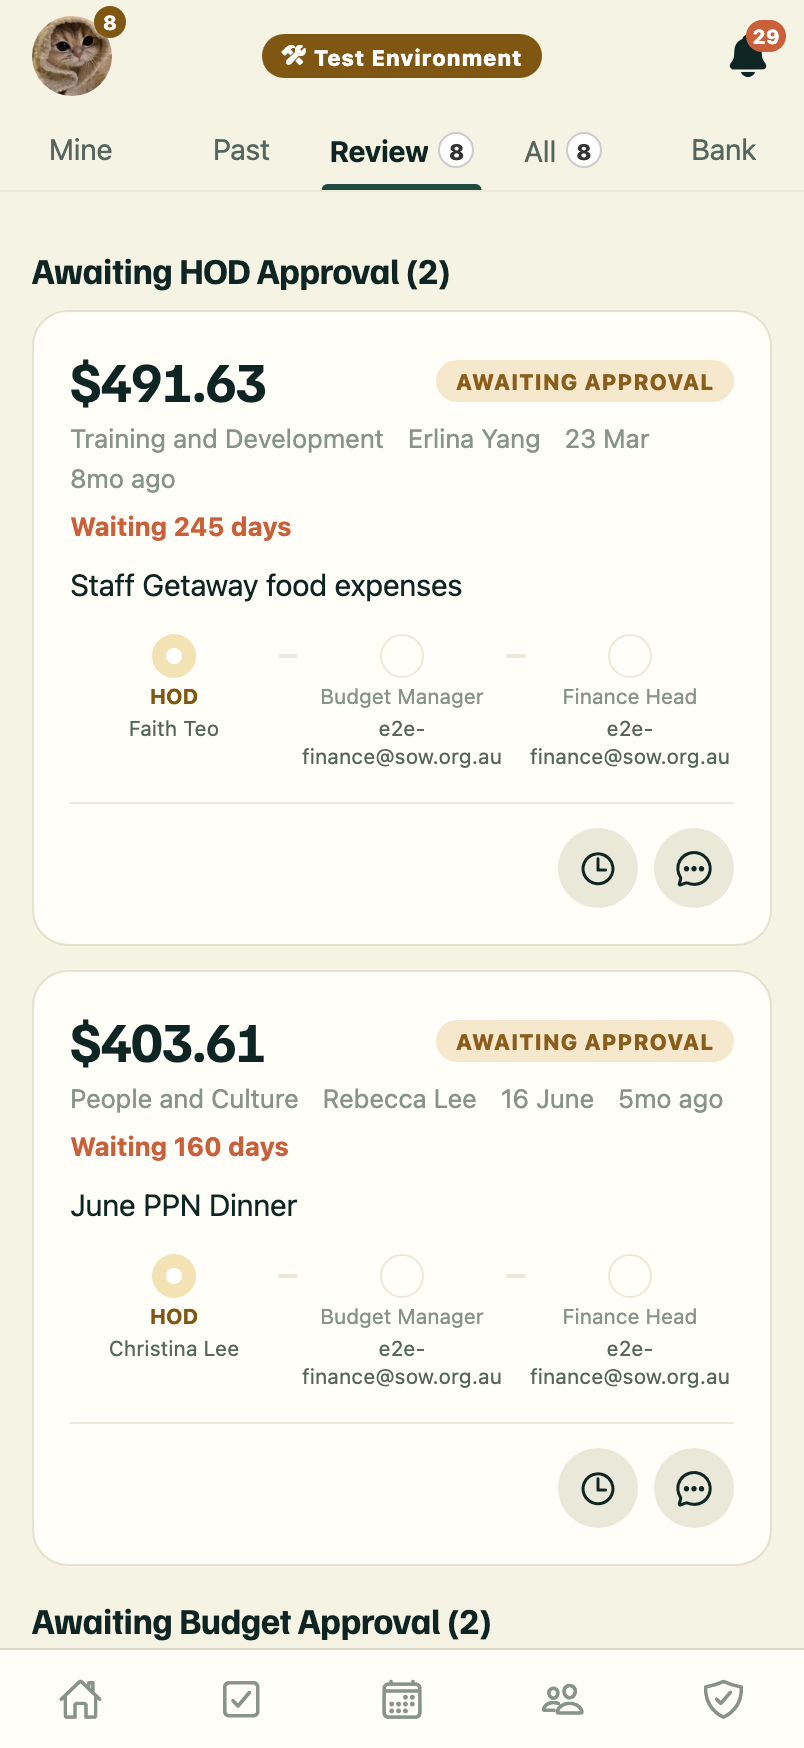 8
Test Environment
29
Mine
Past
Review 8
All 8
Bank
Awaiting HOD Approval (2)
$491.63
AWAITING APPROVAL
Training and Development Erlina Yang 23 Mar
8mo ago
Waiting 245 days
Staff Getaway food expenses
HOD
Faith Teo
Budget Manager
e2e-
finance@sow.org.au
Finance Head
e2e-
finance@sow.org.au
$403.61
AWAITING APPROVAL
People and Culture Rebecca Lee 16 June 5mo ago
Waiting 160 days
June PPN Dinner
HOD
Christina Lee
Budget Manager
e2e-
finance@sow.org.au
Finance Head
e2e-
finance@sow.org.au
Awaiting Budget Approval (2)